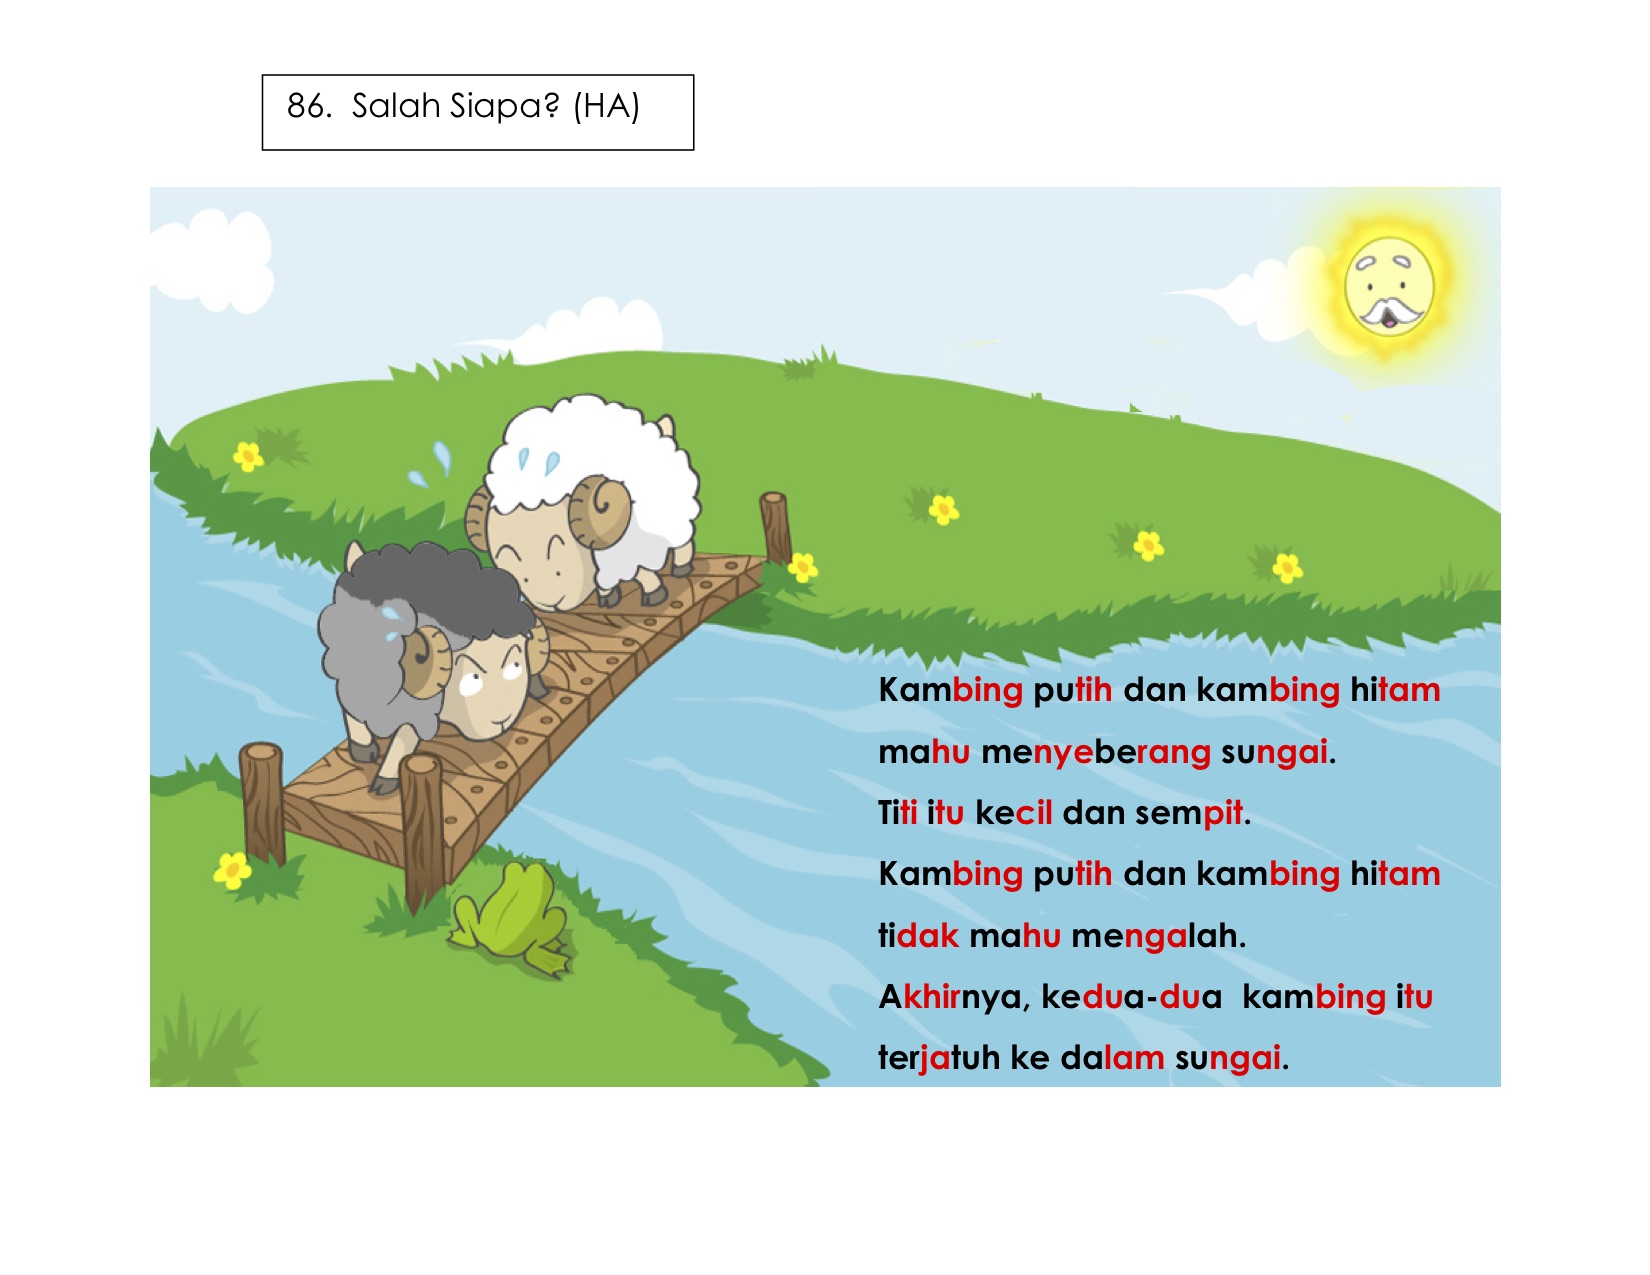 86. Salah Siapa? (HA)
Kambing putih dan kambing hitam
mahu menyeberang sungai.
Titi itu kecil dan sempit.
Kambing putih dan kambing hitam
tidak mahu mengalah.
Akhirnya, kedua-dua kambing itu
terjatuh ke dalam sungai.